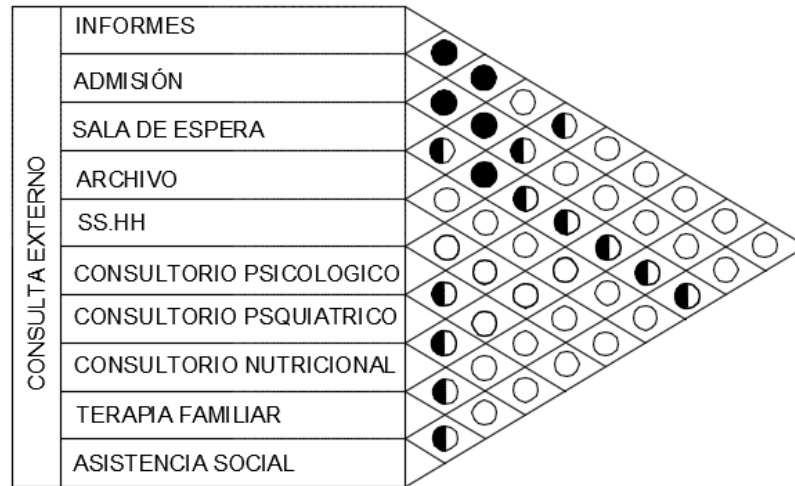 CONSULTA EXTERNO
INFORMES
ADMISIÓN
SALA DE ESPERA
ARCHIVO
SS.HH
CONSULTORIO PSICOLOGICO
CONSULTORIO PSQUIATRICO
CONSULTORIO NUTRICIONAL
TERAPIA FAMILIAR
ASISTENCIA SOCIAL